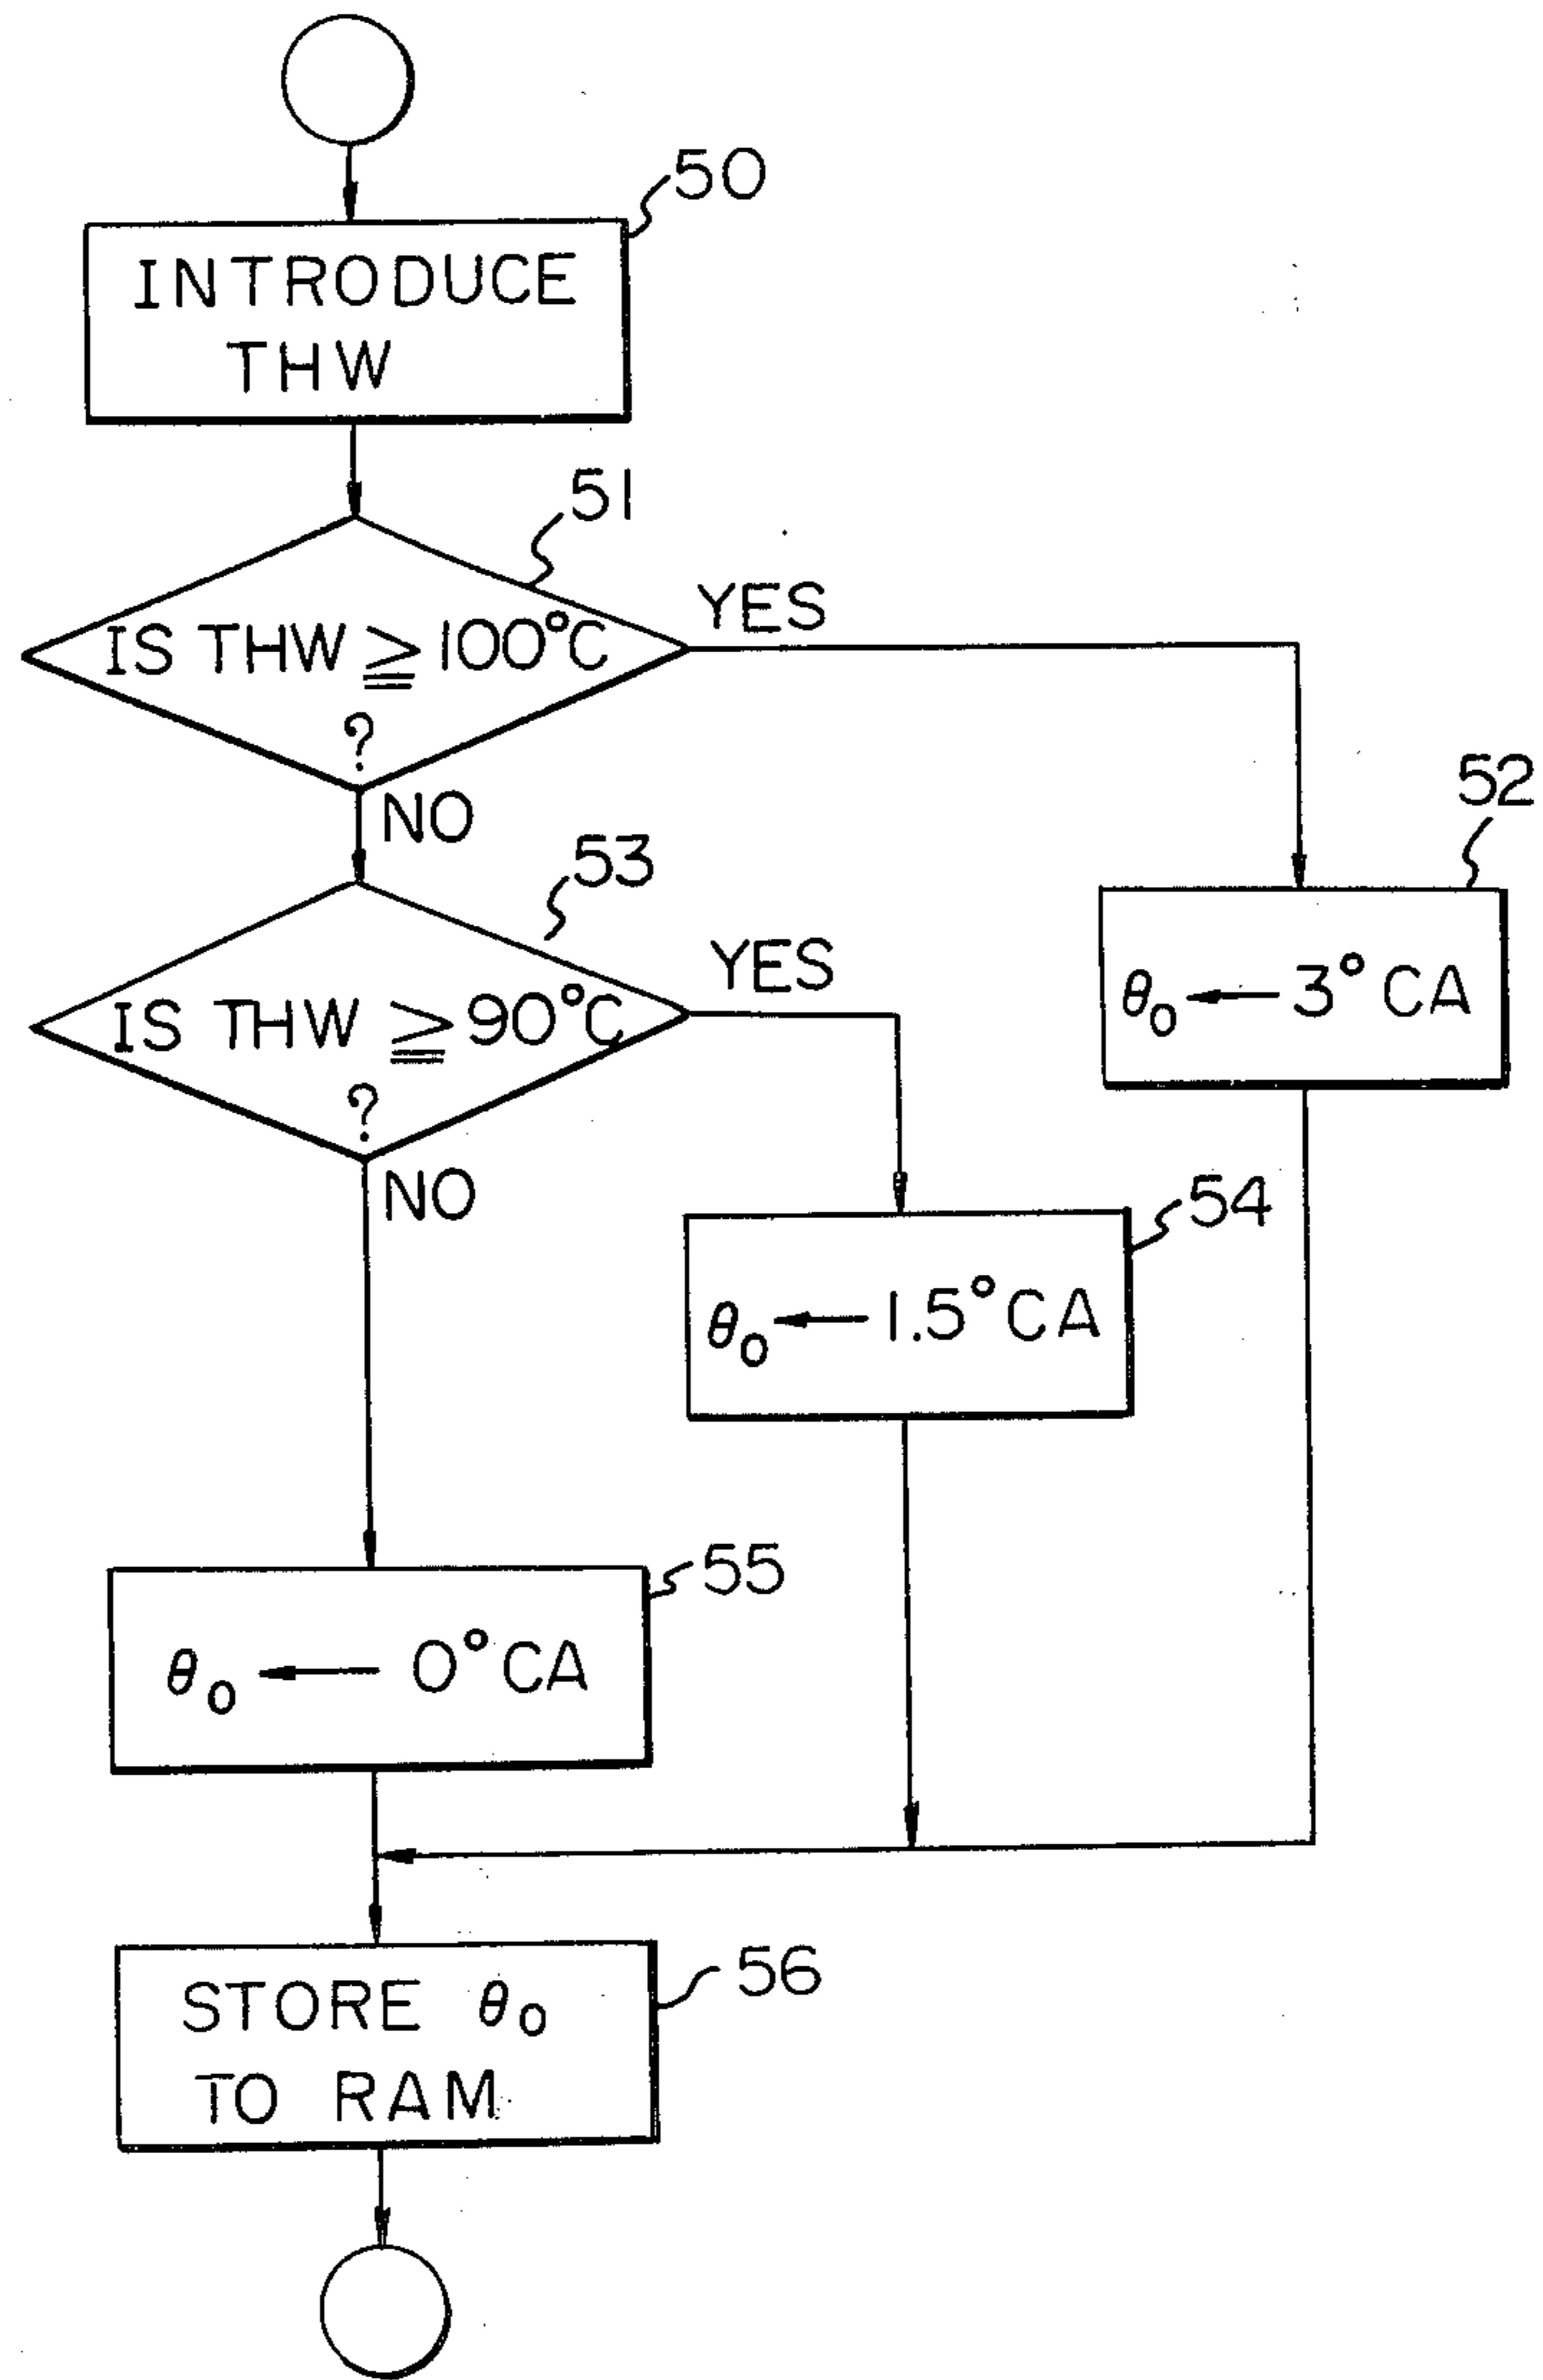 50
INTRODUCE
THW
51
IS THW ≧ 100°C
?
YES
NO
52
θ₀ ← 3° CA
53
IS THW ≧ 90°C
?
YES
NO
54
θ₀ ← 1.5° CA
55
θ₀ ← 0° CA
56
STORE θ₀
TO RAM